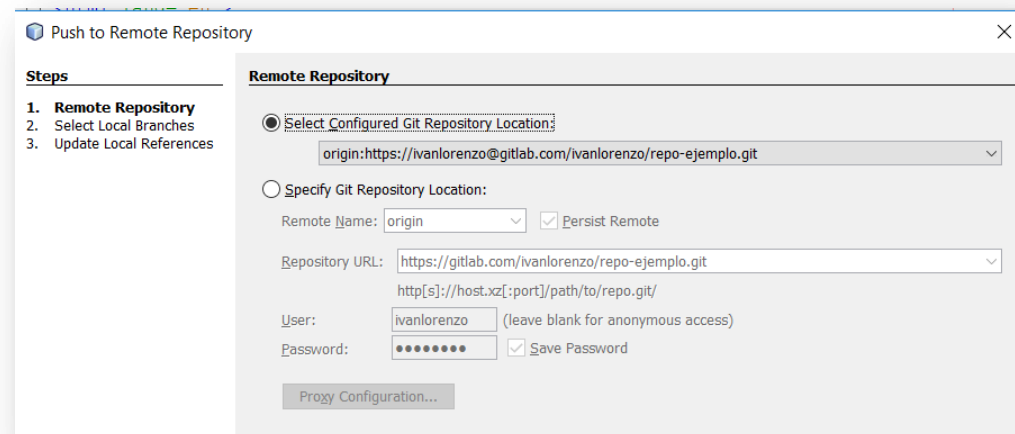 Push to Remote Repository
Steps
1. Remote Repository
2. Select Local Branches
3. Update Local References
Remote Repository
Select Configured Git Repository Location:
origin:https://ivanlorenzo@gitlab.com/ivanlorenzo/repo-ejemplo.git
Specify Git Repository Location:
Remote Name: origin Persist Remote
Repository URL: https://gitlab.com/ivanlorenzo/repo-ejemplo.git
http[s]://host.xz[:port]/path/to/repo.git/
User: ivanlorenzo (leave blank for anonymous access)
Password: ●●●●●●●● Save Password
Proxy Configuration...